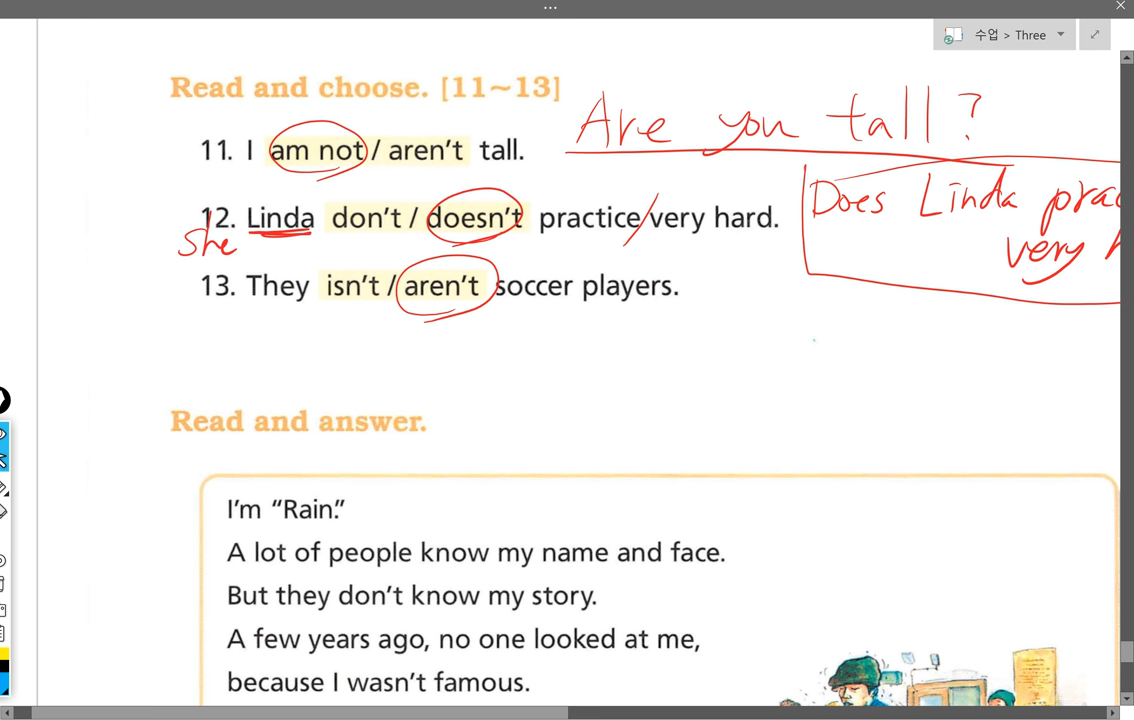 수업 > Three
Read and choose. [11~13]
Are you tall?
11. I am not / aren't tall.
Does Linda
very
12. Linda don't / doesn't practice / very hard.
she
13. They isn't / aren't soccer players.
Read and answer.
I'm “Rain.”
A lot of people know my name and face.
But they don't know my story.
A few years ago, no one looked at me,
because I wasn't famous.